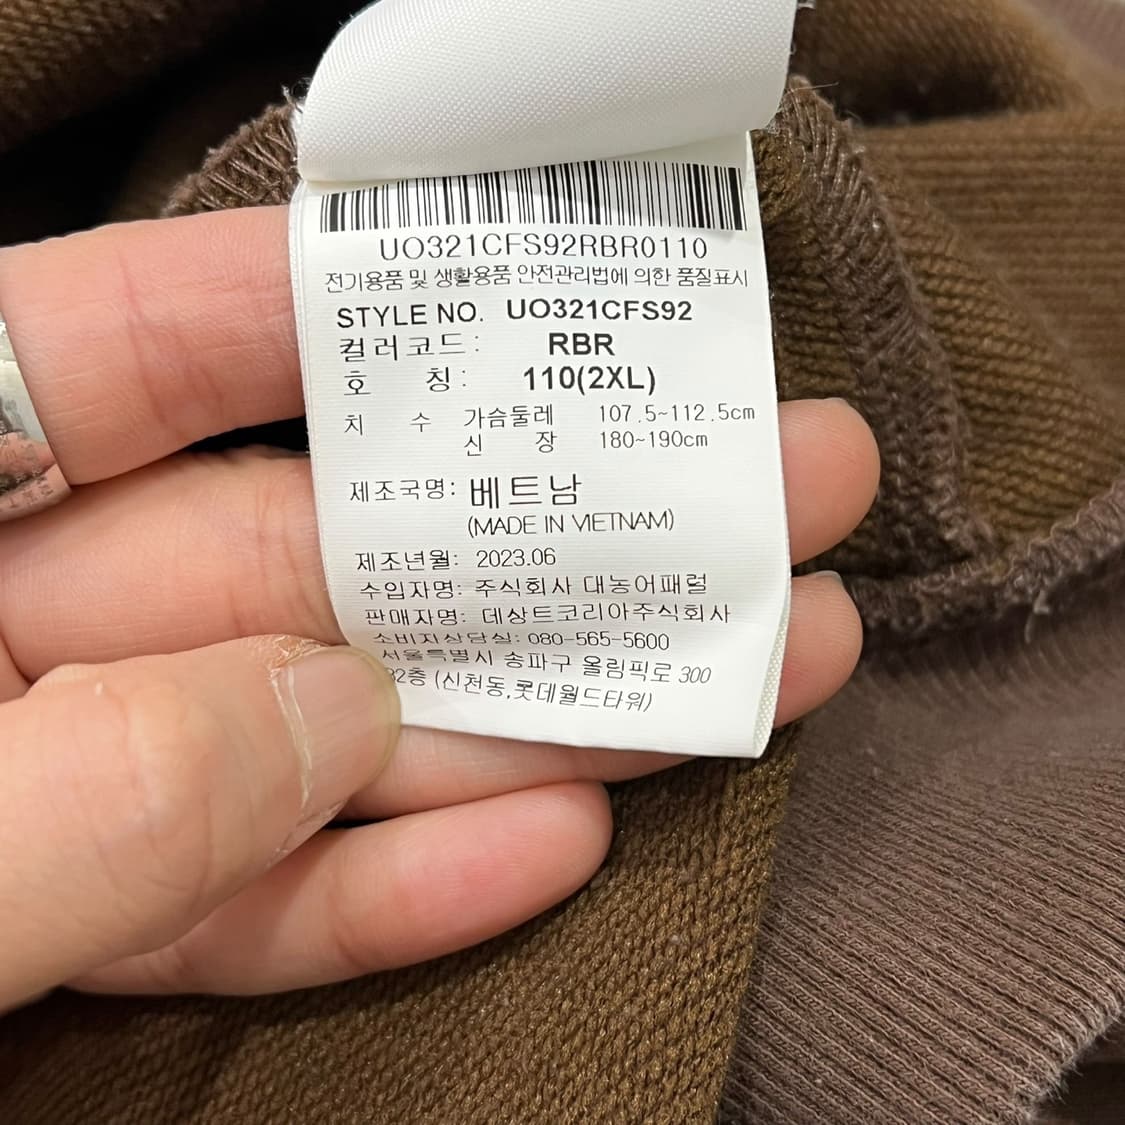 UO321CFS92RBR0110
전기용품 및 생활용품 안전관리법에 의한 품질표시
STYLE NO. UO321CFS92
컬러코드: RBR
호 칭: 110(2XL)
치 수 가슴둘레 107.5~112.5cm
신 장 180~190cm
제조국명: 베트남
(MADE IN VIETNAM)
제조년월: 2023.06
수입자명: 주식회사 대농어패럴
판매자명: 데상트코리아주식회사
소비자상담실: 080-565-5600
서울특별시 송파구 올림픽로 300
32층 (신천동,롯데월드타워)